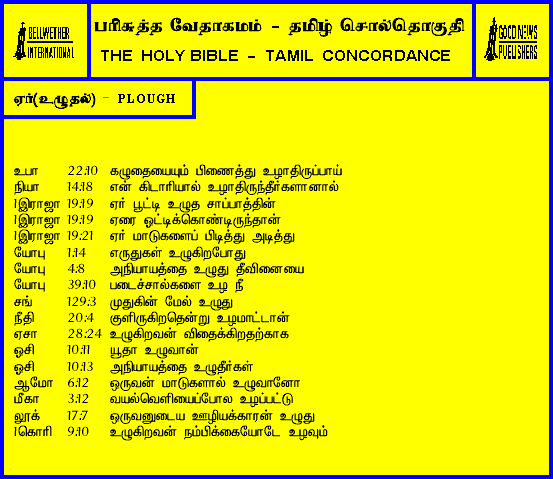 BELLWETHER INTERNATIONAL
பரிசுத்த வேதாகமம் - தமிழ் சொல்தொகுதி
THE HOLY BIBLE - TAMIL CONCORDANCE
GOOD NEWS PUBLISHERS
ஏர்(உழுதல்) - PLOUGH
உபா 22:10 கழுதையையும் பிணைத்து உழாதிருப்பாய்
நியா 14:18 என் கிடாரியால் உழாதிருந்தீர்களானால்
1இராஜா 19:19 ஏர் பூட்டி உழுத சாப்பாத்தின்
1இராஜா 19:19 ஏரை ஓட்டிக்கொண்டிருந்தான்
1இராஜா 19:21 ஏர் மாடுகளைப் பிடித்து அடித்து
யோபு 1:14 எருதுகள் உழுகிறபோது
யோபு 4:8 அநியாயத்தை உழுது தீவினையை
யோபு 39:10 படைச்சால்களை உழ நீ
சங் 129:3 முதுகின் மேல் உழுது
நீதி 20:4 குளிருகிறதென்று உழமாட்டான்
ஏசா 28:24 உழுகிறவன் விதைக்கிறதற்காக
ஓசி 10:11 யூதா உழுவான்
ஓசி 10:13 அநியாயத்தை உழுதீர்கள்
ஆமோ 6:12 ஒருவன் மாடுகளால் உழுவானோ
மீகா 3:12 வயல்வெளியைப்போல உழப்பட்டு
லூக் 17:7 ஒருவனுடைய ஊழியக்காரன் உழுது
1கொரி 9:10 உழுகிறவன் நம்பிக்கையோடே உழவும்